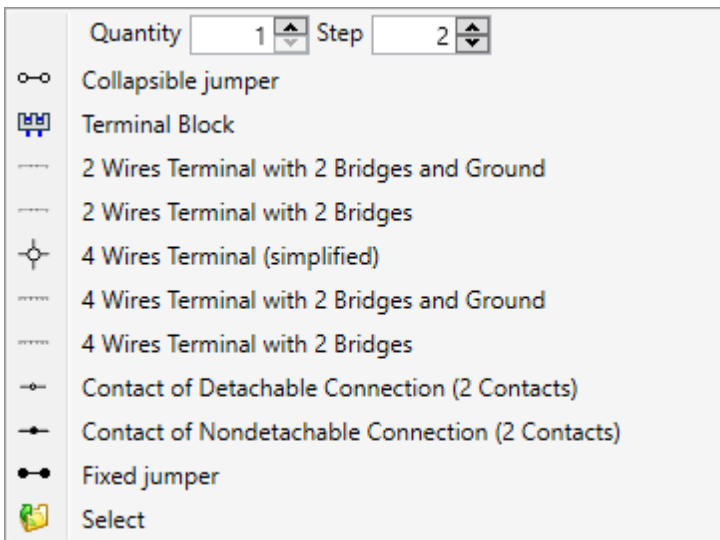 Quantity 1 Step 2
Collapsible jumper
Terminal Block
2 Wires Terminal with 2 Bridges and Ground
2 Wires Terminal with 2 Bridges
4 Wires Terminal (simplified)
4 Wires Terminal with 2 Bridges and Ground
4 Wires Terminal with 2 Bridges
Contact of Detachable Connection (2 Contacts)
Contact of Nondetachable Connection (2 Contacts)
Fixed jumper
Select